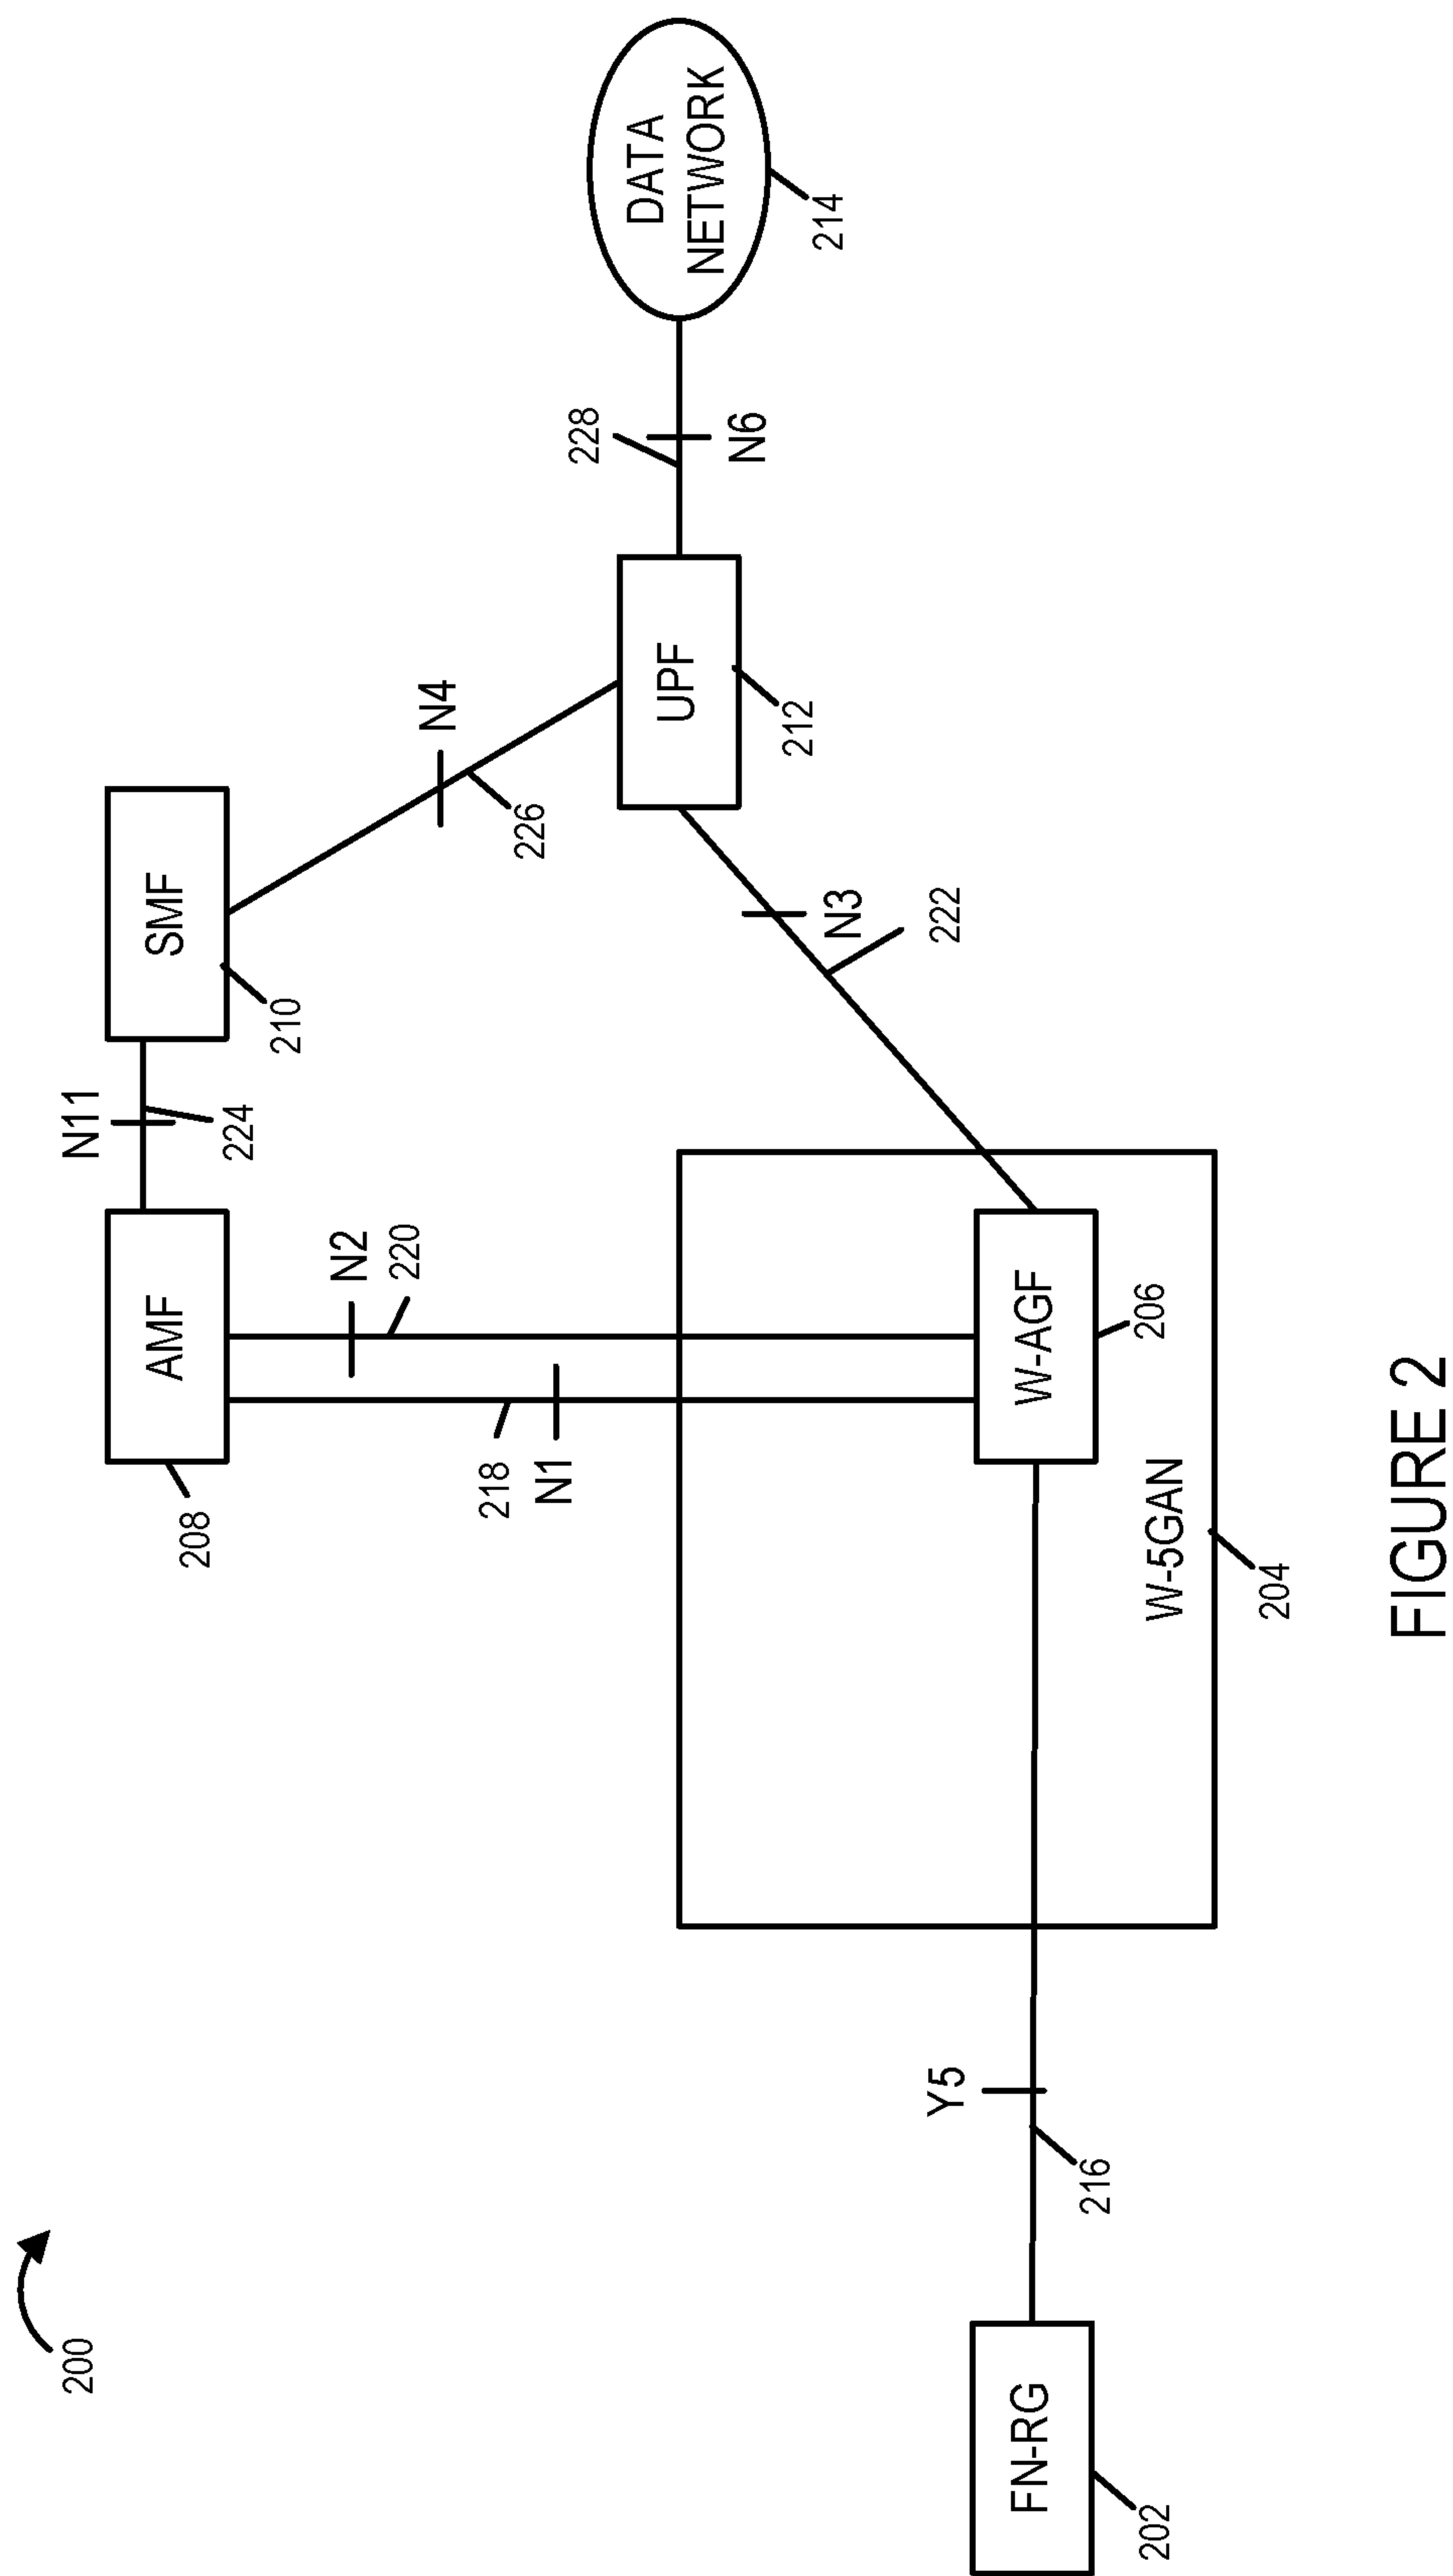 200
N11
AMF
SMF
224
208
210
N2
220
N4
218
N1
226
228
DATA
NETWORK
UPF
N6
N3
212
214
222
Y5
FN-RG
W-AGF
216
206
202
W-5GAN
204
FIGURE 2